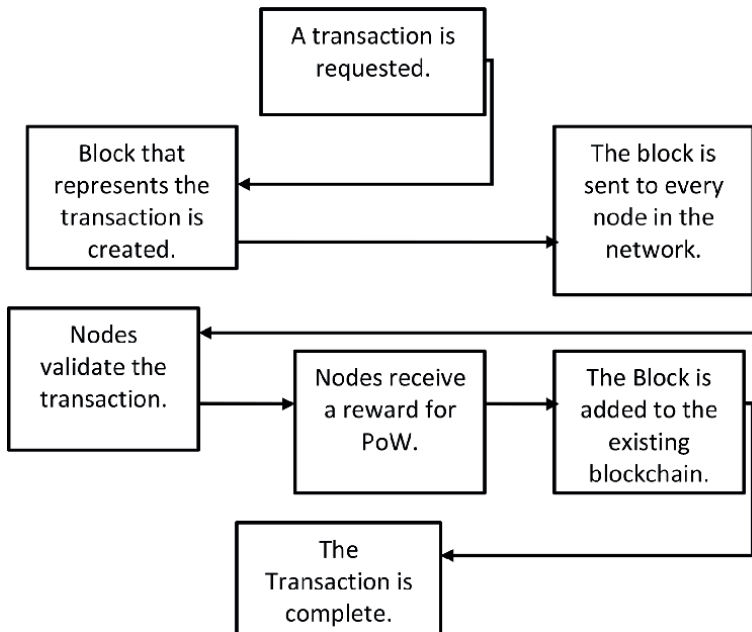 A transaction is
requested.
Block that
represents the
transaction is
created.
The block is
sent to every
node in the
network.
Nodes
validate the
transaction.
Nodes receive
a reward for
PoW.
The Block is
added to the
existing
blockchain.
The
Transaction is
complete.